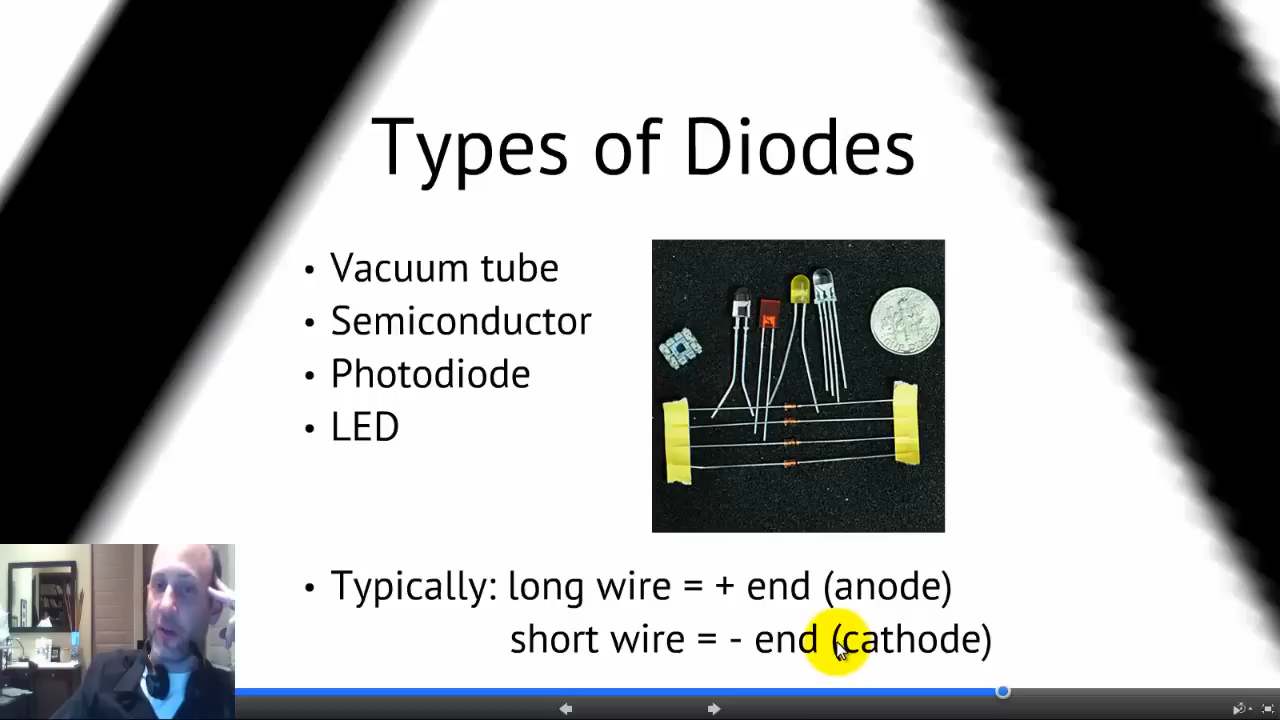 Types of Diodes
• Vacuum tube
• Semiconductor
• Photodiode
• LED
• Typically: long wire = + end (anode)
short wire = - end (cathode)